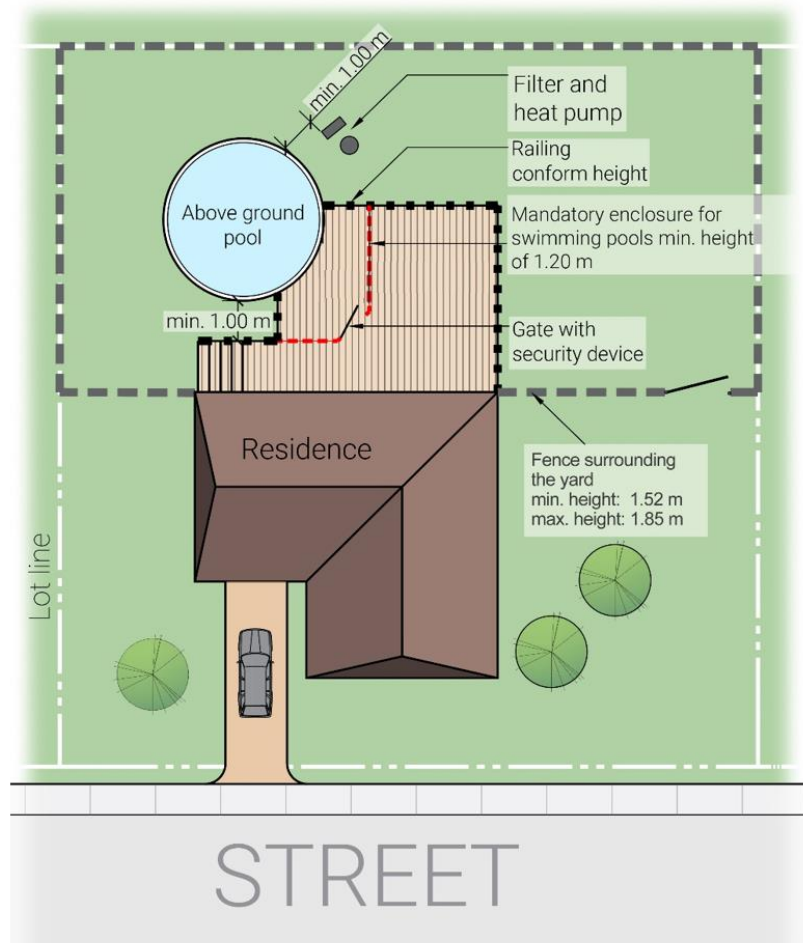 min. 1.00 m
Filter and
heat pump
Railing
conform height
Above ground
pool
Mandatory enclosure for
swimming pools min. height
of 1.20 m
min. 1.00 m
Gate with
security device
Residence
Fence surrounding
the yard
min. height: 1.52 m
max. height: 1.85 m
Lot line
STREET